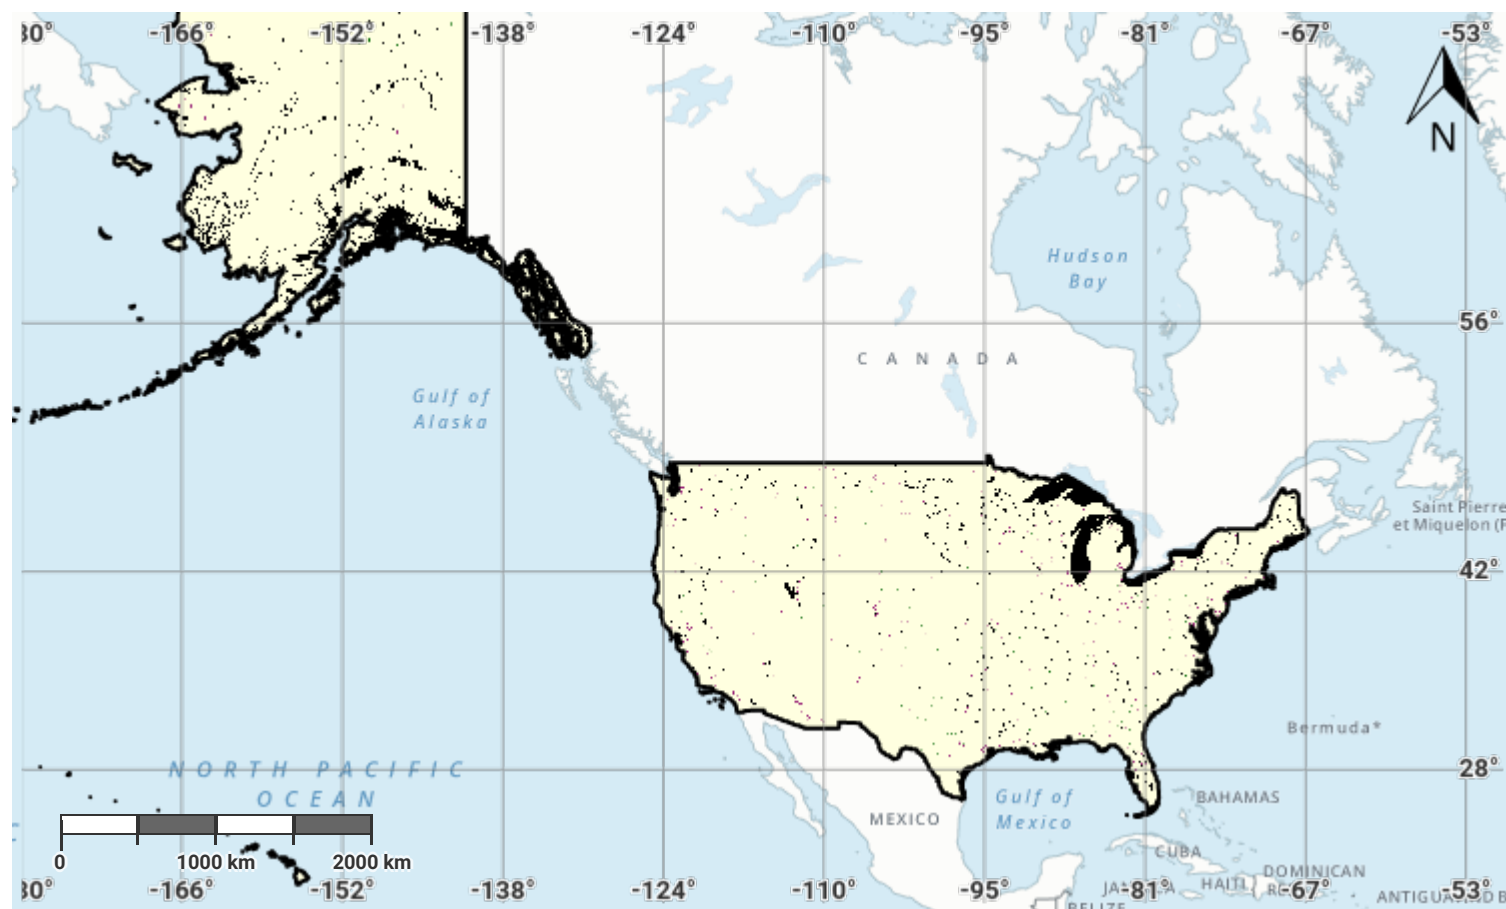 30° -166° -152° -138° -124° -110° -95° -81° -67° -53°
N
Hudson
Bay
56°
CANADA
Gulf of
Alaska
Saint Pierre
et Miquelon (F
42°
Bermuda*
28°
NORTH PACIFIC
OCEAN
Gulf of
Mexico
BAHAMAS
MEXICO
C
0 1000 km 2000 km
CUBA
DOMINICAN
HAITI
30° -166° -152° -138° -124° -110° -95° -81° -67° -53°